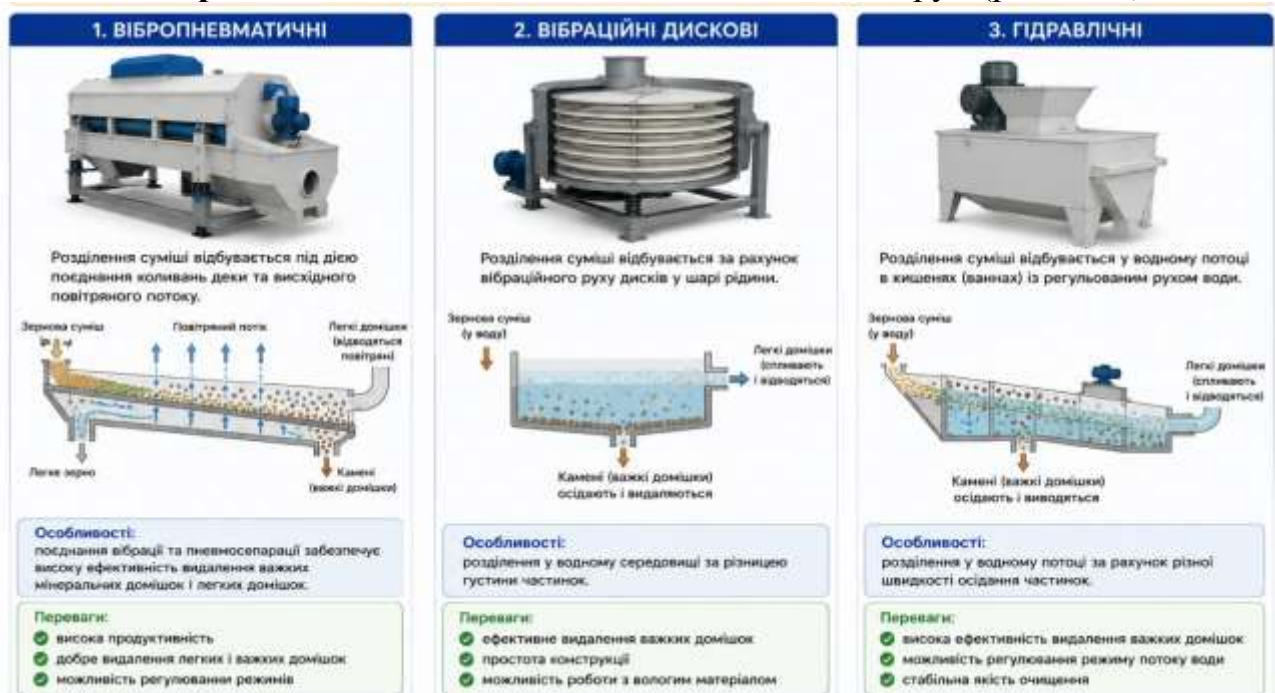 1. ВІБРОПНЕВМАТИЧНІ
Розділення суміші відбувається під дією
поєднання коливань деки та висхідного
повітряного потоку.
Зернова суміш
Повітряний потік
Легкі домішки
(відводяться
повітрям)
Легке зерно
Камені
(важкі домішки)
Особливості:
поєднання вібрації та пневмосепарації забезпечує
високу ефективність видалення важких
мінеральних домішок і легких домішок.
Переваги:
висока продуктивність
добре видалення легких і важких домішок
можливість регулювання режимів
2. ВІБРАЦІЙНІ ДИСКОВІ
Розділення суміші відбувається за рахунок
вібраційного руху дисків у шарі рідини.
Зернова суміш
(у воду)
Легкі домішки
(спливають
і відводяться)
Камені (важкі домішки)
осідають і видаляються
Особливості:
розділення у водному середовищі за різницею
густини частинок.
Переваги:
ефективне видалення важких домішок
простота конструкції
можливість роботи з вологим матеріалом
3. ГІДРАВЛІЧНІ
Розділення суміші відбувається у водному потоці
в кишенях (ваннах) із регульованим рухом води.
Зернова суміш
(у воду)
Легкі домішки
(спливають
і відводяться)
Камені (важкі домішки)
осідають і виводяться
Особливості:
розділення у водному потоці за рахунок різної
швидкості осідання частинок.
Переваги:
висока ефективність видалення важких домішок
можливість регулювання режиму потоку води
стабільна якість очищення